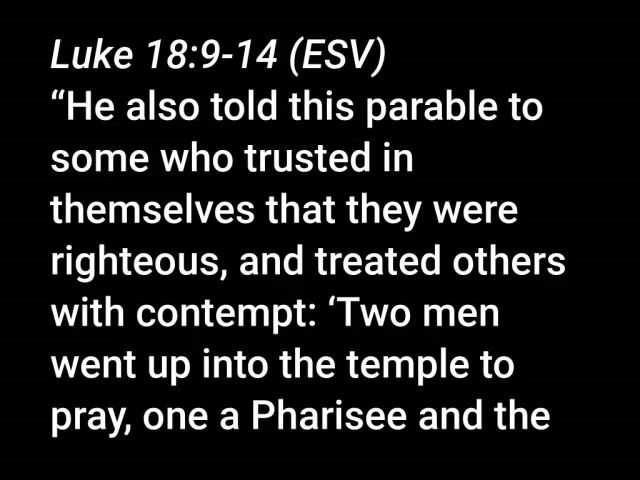 Luke 18:9-14 (ESV)
“He also told this parable to
some who trusted in
themselves that they were
righteous, and treated others
with contempt: ‘Two men
went up into the temple to
pray, one a Pharisee and the